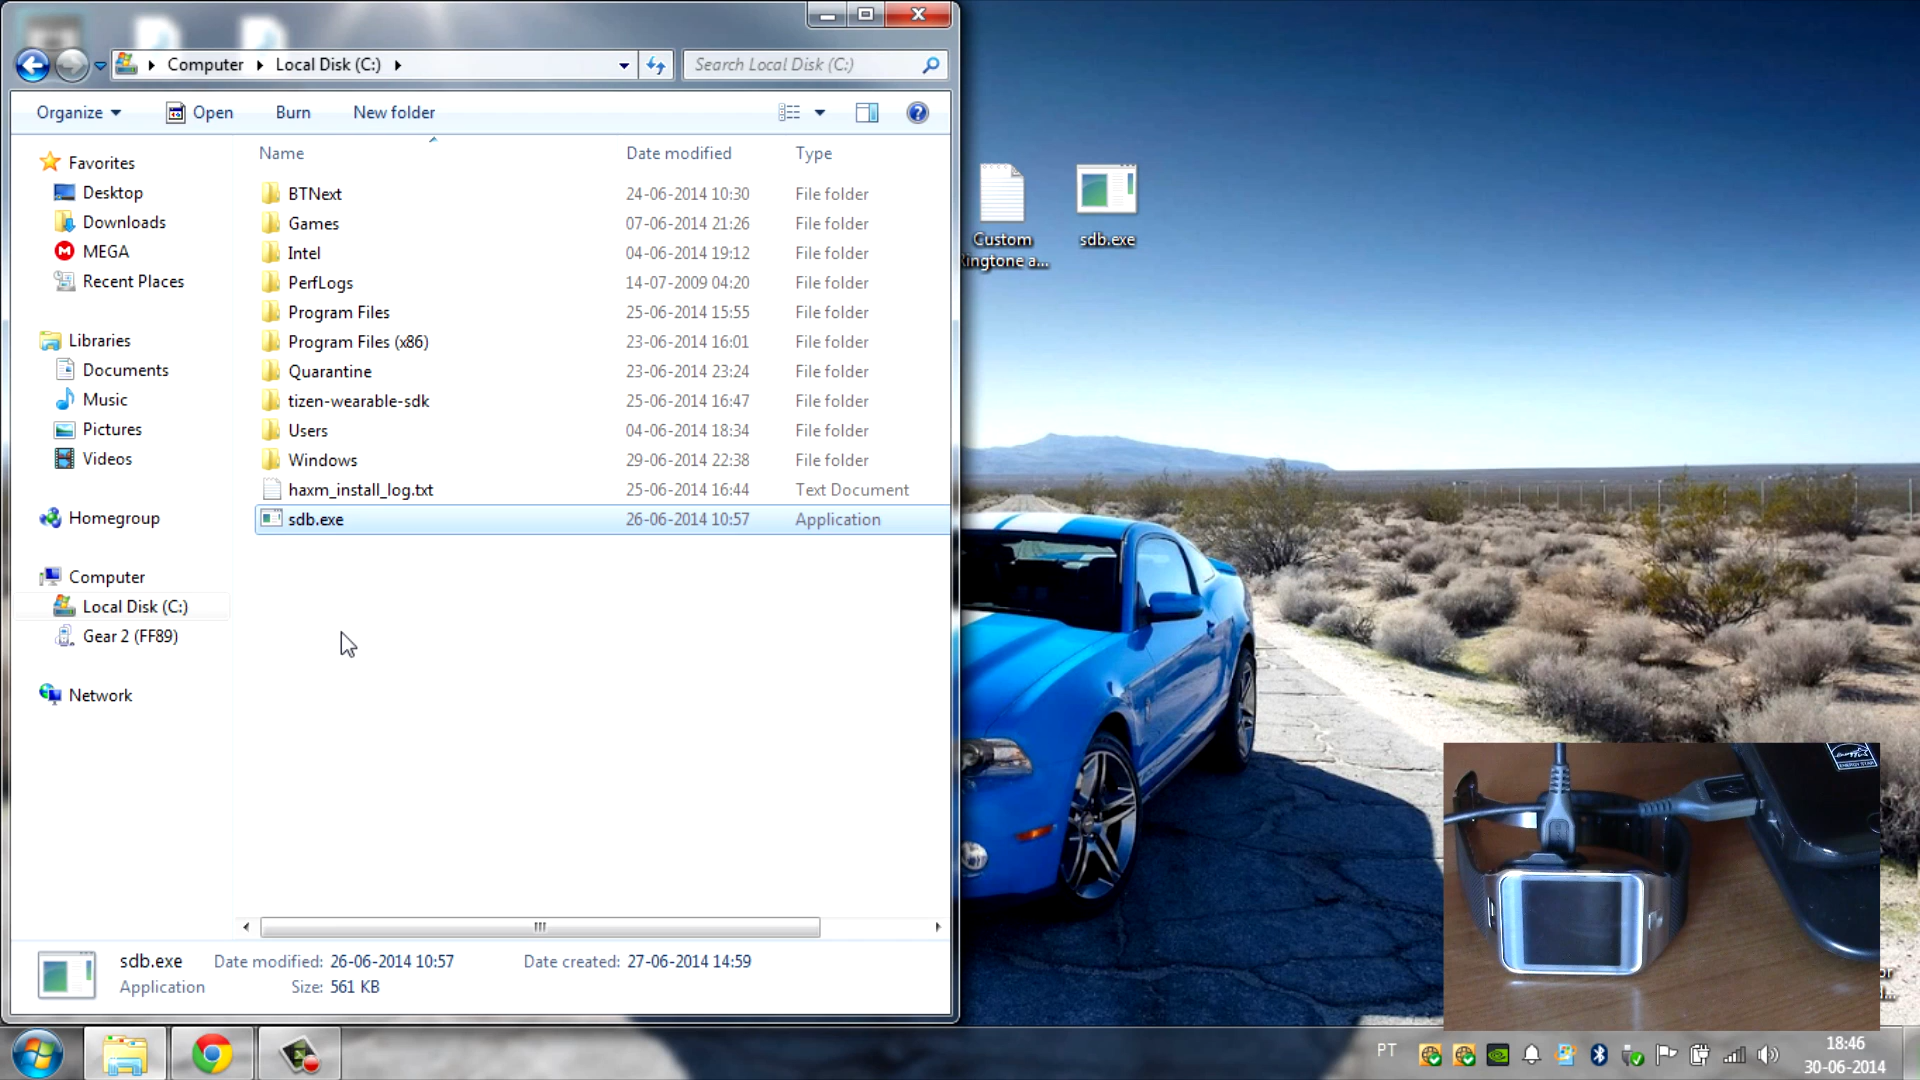 Computer Local Disk (C:)
Search Local Disk (C:)
Organize Open Burn New folder
Name Date modified Type
BTNext 24-06-2014 10:30 File folder
Games 07-06-2014 21:26 File folder
Intel 04-06-2014 19:12 File folder
PerfLogs 14-07-2009 04:20 File folder
Program Files 25-06-2014 15:55 File folder
Program Files (x86) 23-06-2014 16:01 File folder
Quarantine 23-06-2014 23:24 File folder
tizen-wearable-sdk 25-06-2014 16:47 File folder
Users 04-06-2014 18:34 File folder
Windows 29-06-2014 22:38 File folder
haxm_install_log.txt 25-06-2014 16:44 Text Document
sdb.exe 26-06-2014 10:57 Application
Favorites
Desktop
Downloads
MEGA
Recent Places
Libraries
Documents
Music
Pictures
Videos
Homegroup
Computer
Local Disk (C:)
Gear 2 (FF89)
Network
sdb.exe Date modified: 26-06-2014 10:57 Date created: 27-06-2014 14:59
Application Size: 561 KB
Custom
Ringtone a...
sdb.exe
ENERGY STAR
PT
18:46
30-06-2014